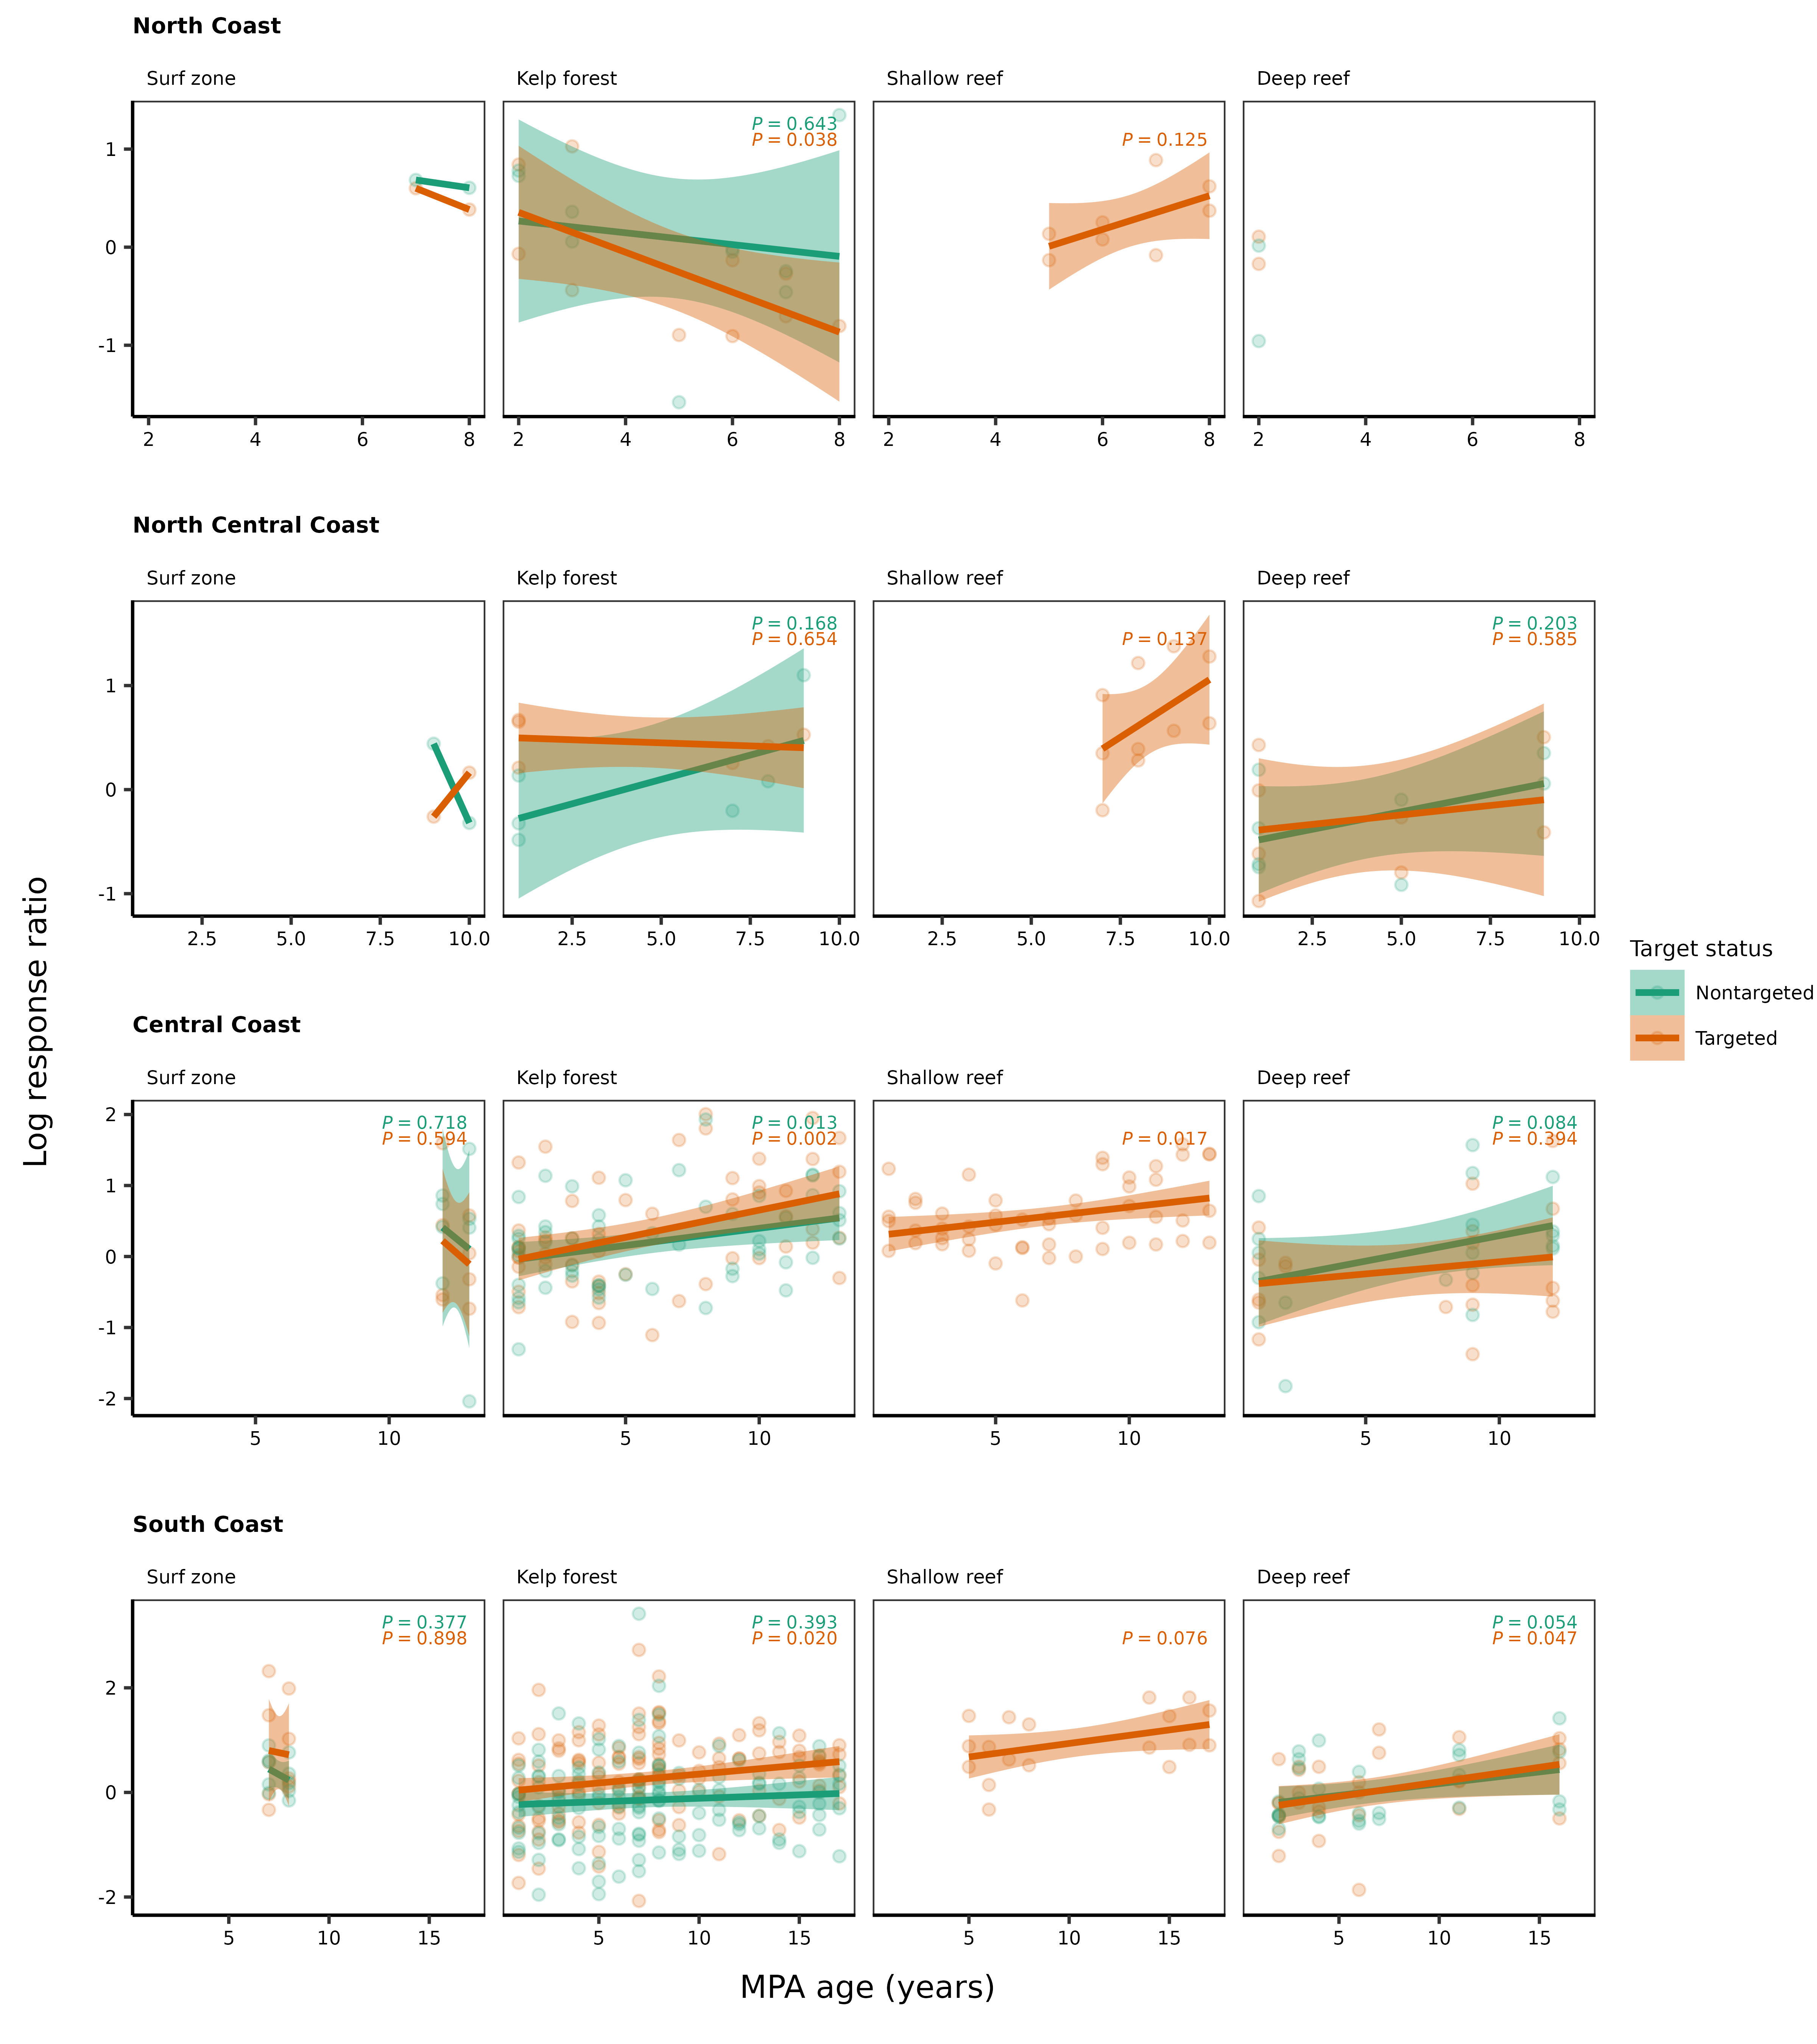 North Coast
Surf zone
Kelp forest
Shallow reef
Deep reef
P = 0.643
P = 0.038
P = 0.125
1
0
-1
2 4 6 8
2 4 6 8
2 4 6 8
2 4 6 8
North Central Coast
Surf zone
Kelp forest
Shallow reef
Deep reef
P = 0.168
P = 0.654
P = 0.137
P = 0.203
P = 0.585
1
0
-1
2.5 5.0 7.5 10.0
2.5 5.0 7.5 10.0
2.5 5.0 7.5 10.0
2.5 5.0 7.5 10.0
Log response ratio
Target status
Nontargeted
Targeted
Central Coast
Surf zone
Kelp forest
Shallow reef
Deep reef
P = 0.718
P = 0.594
P = 0.013
P = 0.002
P = 0.017
P = 0.084
P = 0.394
2
1
0
-1
-2
5 10
5 10
5 10
5 10
South Coast
Surf zone
Kelp forest
Shallow reef
Deep reef
P = 0.377
P = 0.898
P = 0.393
P = 0.020
P = 0.076
P = 0.054
P = 0.047
2
0
-2
5 10 15
5 10 15
5 10 15
5 10 15
MPA age (years)